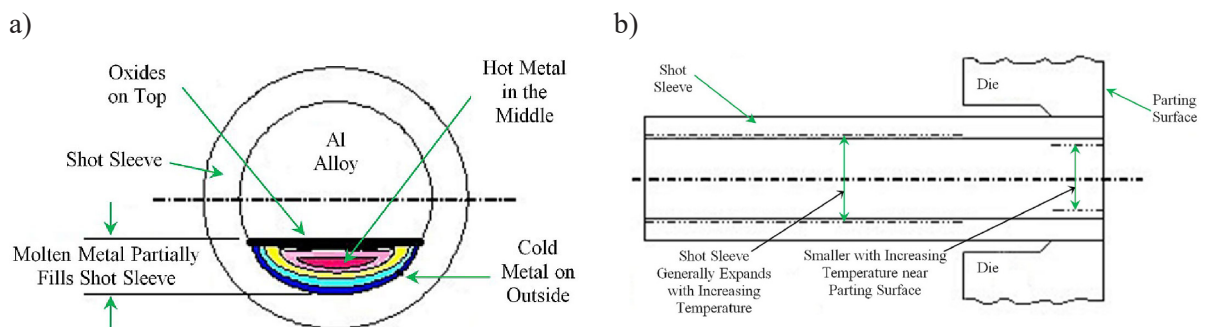 a)
Oxides
on Top
Hot Metal
in the
Middle
Al
Alloy
Shot Sleeve
Molten Metal Partially
Fills Shot Sleeve
Cold
Metal on
Outside
b)
Shot
Sleeve
Die
Parting
Surface
Shot Sleeve
Generally Expands
with Increasing
Temperature
Smaller with Increasing
Temperature near
Parting Surface
Die